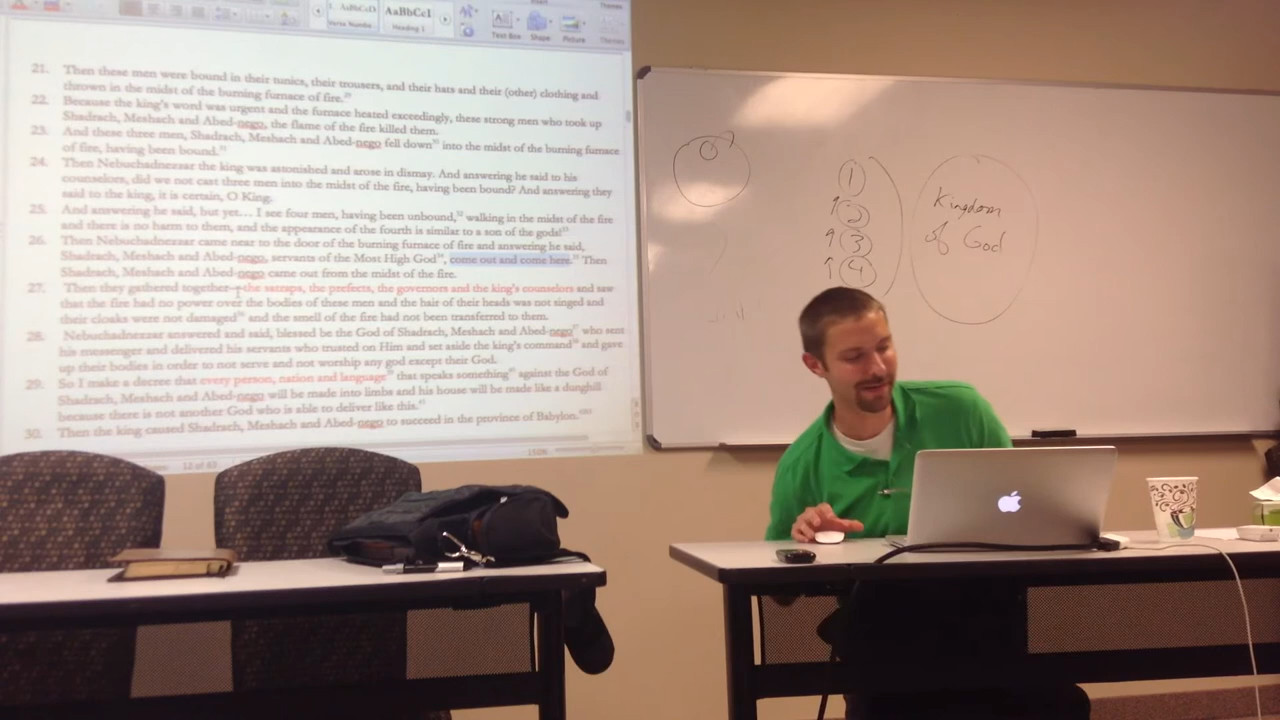 AaBbCcD
AaBbCcI
Verse Numbe
Heading 1
Text Box
Shape
Picture
Themes
21. Then these men were bound in their tunics, their trousers, and their hats and their (other) clothing and
thrown in the midst of the burning furnace of fire.
22. Because the king's word was urgent and the furnace heated exceedingly, these strong men who took up
Shadrach, Meshach and Abed-nego, the flame of the fire killed them.
23. And these three men, Shadrach, Meshach and Abed-nego fell down into the midst of the burning furnace
of fire, having been bound.
24. Then Nebuchadnezzar the king was astonished and arose in dismay. And answering he said to his
counselors, did we not cast three men into the midst of the fire, having been bound? And answering they
said to the king, it is certain, O King.
25. And answering he said, but yet… I see four men, having been unbound, walking in the midst of the fire
and there is no harm to them, and the appearance of the fourth is similar to a son of the gods!
26. Then Nebuchadnezzar came near to the door of the burning furnace of fire and answering he said,
Shadrach, Meshach and Abed-nego, servants of the Most High God, come out and come here. Then
Shadrach, Meshach and Abed-nego came out from the midst of the fire.
27. Then they gathered together—the satraps, the prefects, the governors and the king's counselors and saw
that the fire had no power over the bodies of these men and the hair of their heads was not singed and
their cloaks were not damaged and the smell of the fire had not been transferred to them.
28. Nebuchadnezzar answered and said, blessed be the God of Shadrach, Meshach and Abed-nego who sent
his messenger and delivered his servants who trusted on Him and set aside the king's command and gave
up their bodies in order to not serve and not worship any god except their God.
29. So I make a decree that every person, nation and language that speaks something against the God of
Shadrach, Meshach and Abed-nego will be made into limbs and his house will be made like a dunghill
because there is not another God who is able to deliver like this.
30. Then the king caused Shadrach, Meshach and Abed-nego to succeed in the province of Babylon.
150%
1
2
3
4
Kingdom
of God